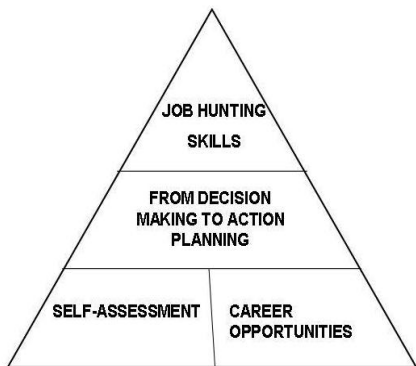 JOB HUNTING
SKILLS
FROM DECISION
MAKING TO ACTION
PLANNING
SELF-ASSESSMENT
CAREER
OPPORTUNITIES